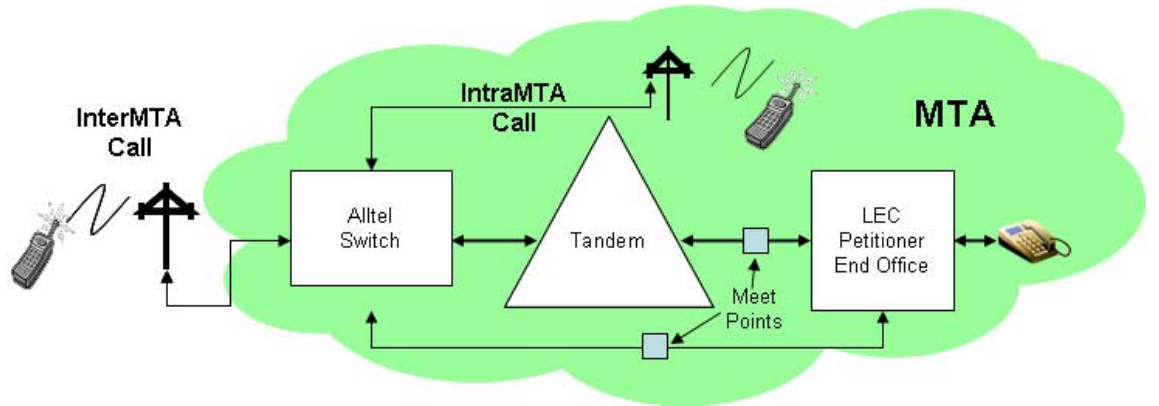 InterMTA
Call
IntraMTA
Call
MTA
Alltel
Switch
Tandem
LEC
Petitioner
End Office
Meet
Points